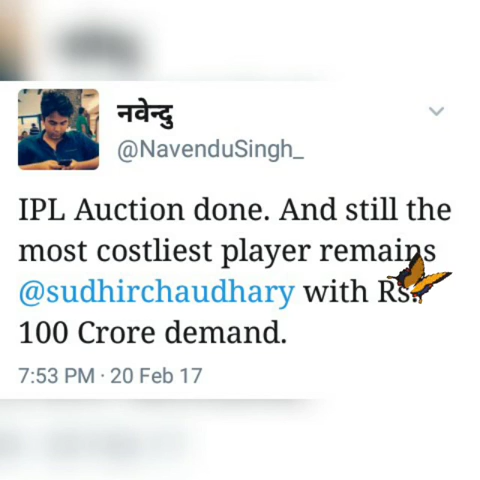 नवेन्दु
@NavenduSingh_
IPL Auction done. And still the
most costliest player remains
@sudhirchaudhary with Rs.
100 Crore demand.
7:53 PM · 20 Feb 17